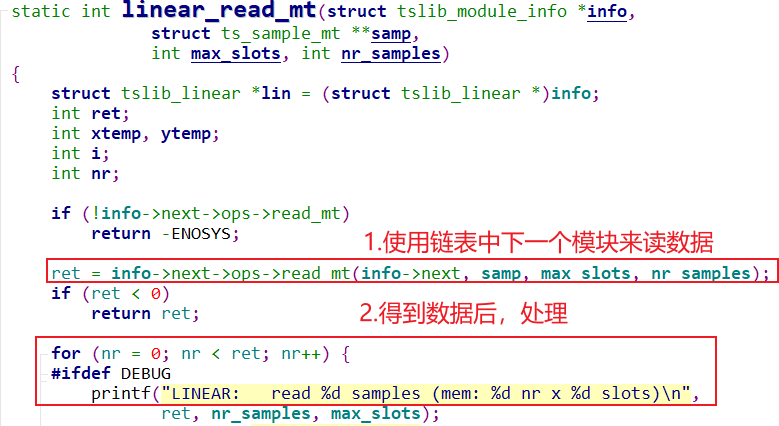 static int linear_read_mt(struct tslib_module_info *info,
struct ts_sample_mt **samp,
int max_slots, int nr_samples)
{
struct tslib_linear *lin = (struct tslib_linear *)info;
int ret;
int xtemp, ytemp;
int i;
int nr;
if (!info->next->ops->read_mt)
return -ENOSYS;
1.使用链表中下一个模块来读数据
ret = info->next->ops->read_mt(info->next, samp, max_slots, nr_samples);
if (ret < 0)
return ret;
2.得到数据后，处理
for (nr = 0; nr < ret; nr++) {
#ifdef DEBUG
printf("LINEAR:   read %d samples (mem: %d nr x %d slots)\n",
ret, nr_samples, max_slots);